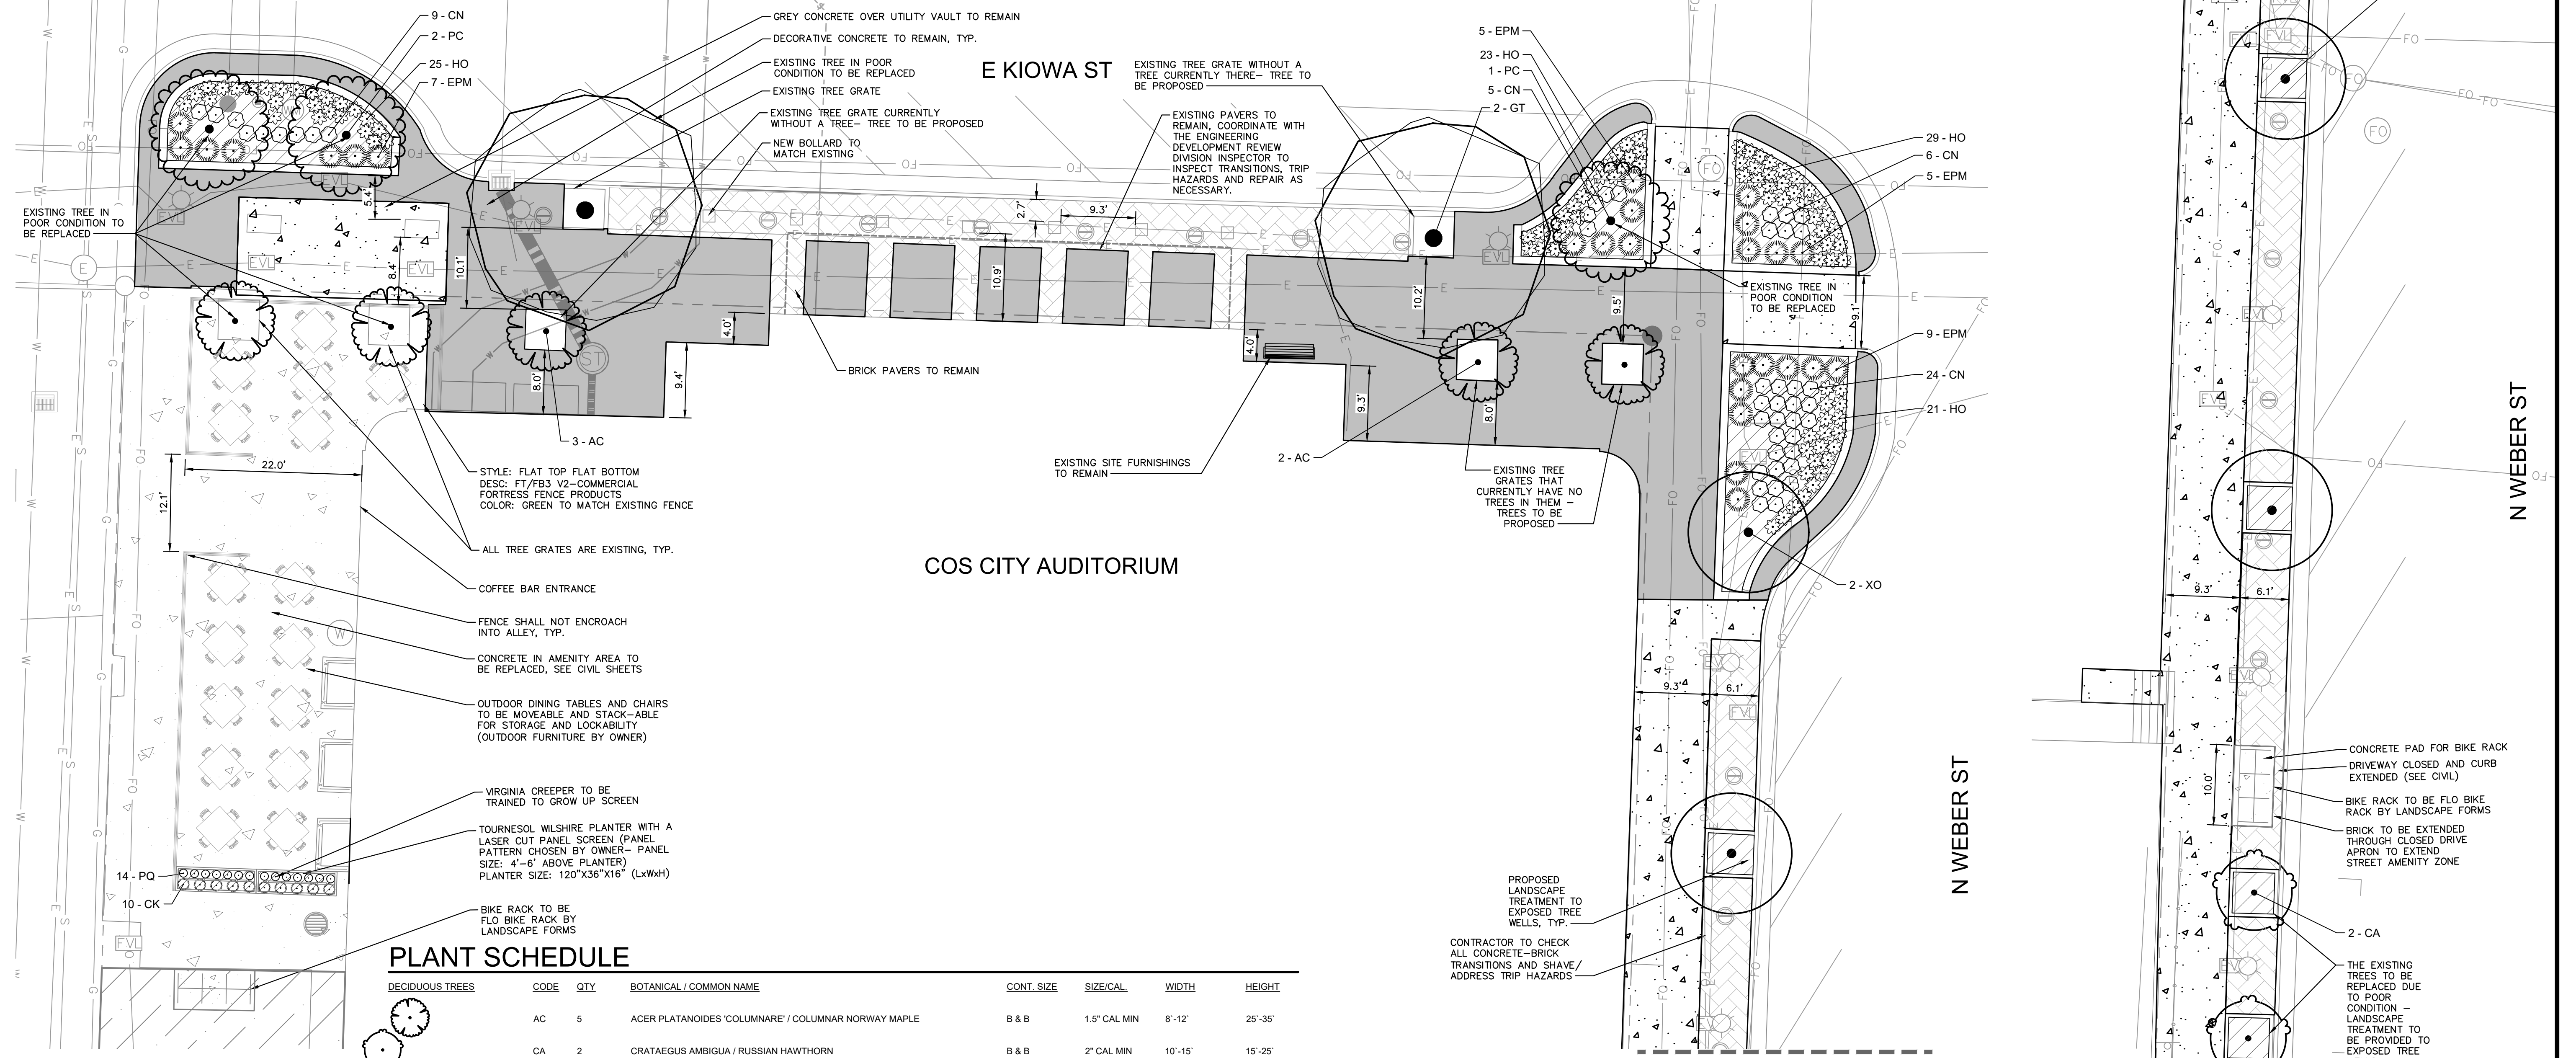 9 - CN
2 - PC
25 - HO
7 - EPM
GREY CONCRETE OVER UTILITY VAULT TO REMAIN
DECORATIVE CONCRETE TO REMAIN, TYP.
EXISTING TREE IN POOR
CONDITION TO BE REPLACED
EXISTING TREE GRATE
EXISTING TREE GRATE CURRENTLY
WITHOUT A TREE– TREE TO BE PROPOSED
NEW BOLLARD TO
MATCH EXISTING
E KIOWA ST
EXISTING TREE GRATE WITHOUT A
TREE CURRENTLY THERE– TREE TO
BE PROPOSED
EXISTING PAVERS TO
REMAIN, COORDINATE WITH
THE ENGINEERING
DEVELOPMENT REVIEW
DIVISION INSPECTOR TO
INSPECT TRANSITIONS, TRIP
HAZARDS AND REPAIR AS
NECESSARY.
5 - EPM
23 - HO
1 - PC
5 - CN
2 - GT
29 - HO
6 - CN
5 - EPM
EXISTING TREE IN
POOR CONDITION TO
BE REPLACED
EXISTING TREE IN
POOR CONDITION
TO BE REPLACED
9 - EPM
24 - CN
21 - HO
5.4'
8.4'
10.1'
2.7'
9.3'
10.9'
4.0'
9.4'
8.0'
10.2'
9.5'
9.1'
4.0'
9.3'
8.0'
BRICK PAVERS TO REMAIN
3 - AC
2 - AC
EXISTING SITE FURNISHINGS
TO REMAIN
EXISTING TREE
GRATES THAT
CURRENTLY HAVE NO
TREES IN THEM –
TREES TO BE
PROPOSED
22.0'
12.1'
STYLE: FLAT TOP FLAT BOTTOM
DESC: FT/FB3 V2–COMMERCIAL
FORTRESS FENCE PRODUCTS
COLOR: GREEN TO MATCH EXISTING FENCE
ALL TREE GRATES ARE EXISTING, TYP.
COFFEE BAR ENTRANCE
FENCE SHALL NOT ENCROACH
INTO ALLEY, TYP.
CONCRETE IN AMENITY AREA TO
BE REPLACED, SEE CIVIL SHEETS
OUTDOOR DINING TABLES AND CHAIRS
TO BE MOVEABLE AND STACK–ABLE
FOR STORAGE AND LOCKABILITY
(OUTDOOR FURNITURE BY OWNER)
VIRGINIA CREEPER TO BE
TRAINED TO GROW UP SCREEN
TOURNESOL WILSHIRE PLANTER WITH A
LASER CUT PANEL SCREEN (PANEL
PATTERN CHOSEN BY OWNER– PANEL
SIZE: 4'–6' ABOVE PLANTER)
PLANTER SIZE: 120"X36"X16" (LxWxH)
14 - PQ
10 - CK
BIKE RACK TO BE
FLO BIKE RACK BY
LANDSCAPE FORMS
COS CITY AUDITORIUM
2 - XO
9.3'
6.1'
PROPOSED
LANDSCAPE
TREATMENT TO
EXPOSED TREE
WELLS, TYP.
CONTRACTOR TO CHECK
ALL CONCRETE–BRICK
TRANSITIONS AND SHAVE/
ADDRESS TRIP HAZARDS
N WEBER ST
N WEBER ST
9.3'
6.1'
10.0'
CONCRETE PAD FOR BIKE RACK
DRIVEWAY CLOSED AND CURB
EXTENDED (SEE CIVIL)
BIKE RACK TO BE FLO BIKE
RACK BY LANDSCAPE FORMS
BRICK TO BE EXTENDED
THROUGH CLOSED DRIVE
APRON TO EXTEND
STREET AMENITY ZONE
2 - CA
THE EXISTING
TREES TO BE
REPLACED DUE
TO POOR
CONDITION –
LANDSCAPE
TREATMENT TO
BE PROVIDED TO
EXPOSED TREE
PLANT SCHEDULE
DECIDUOUS TREES CODE QTY BOTANICAL / COMMON NAME CONT. SIZE SIZE/CAL. WIDTH HEIGHT
AC 5 ACER PLATANOIDES 'COLUMNARE' / COLUMNAR NORWAY MAPLE B & B 1.5" CAL MIN 8`-12` 25`-35`
CA 2 CRATAEGUS AMBIGUA / RUSSIAN HAWTHORN B & B 2" CAL MIN 10`-15` 15`-25`